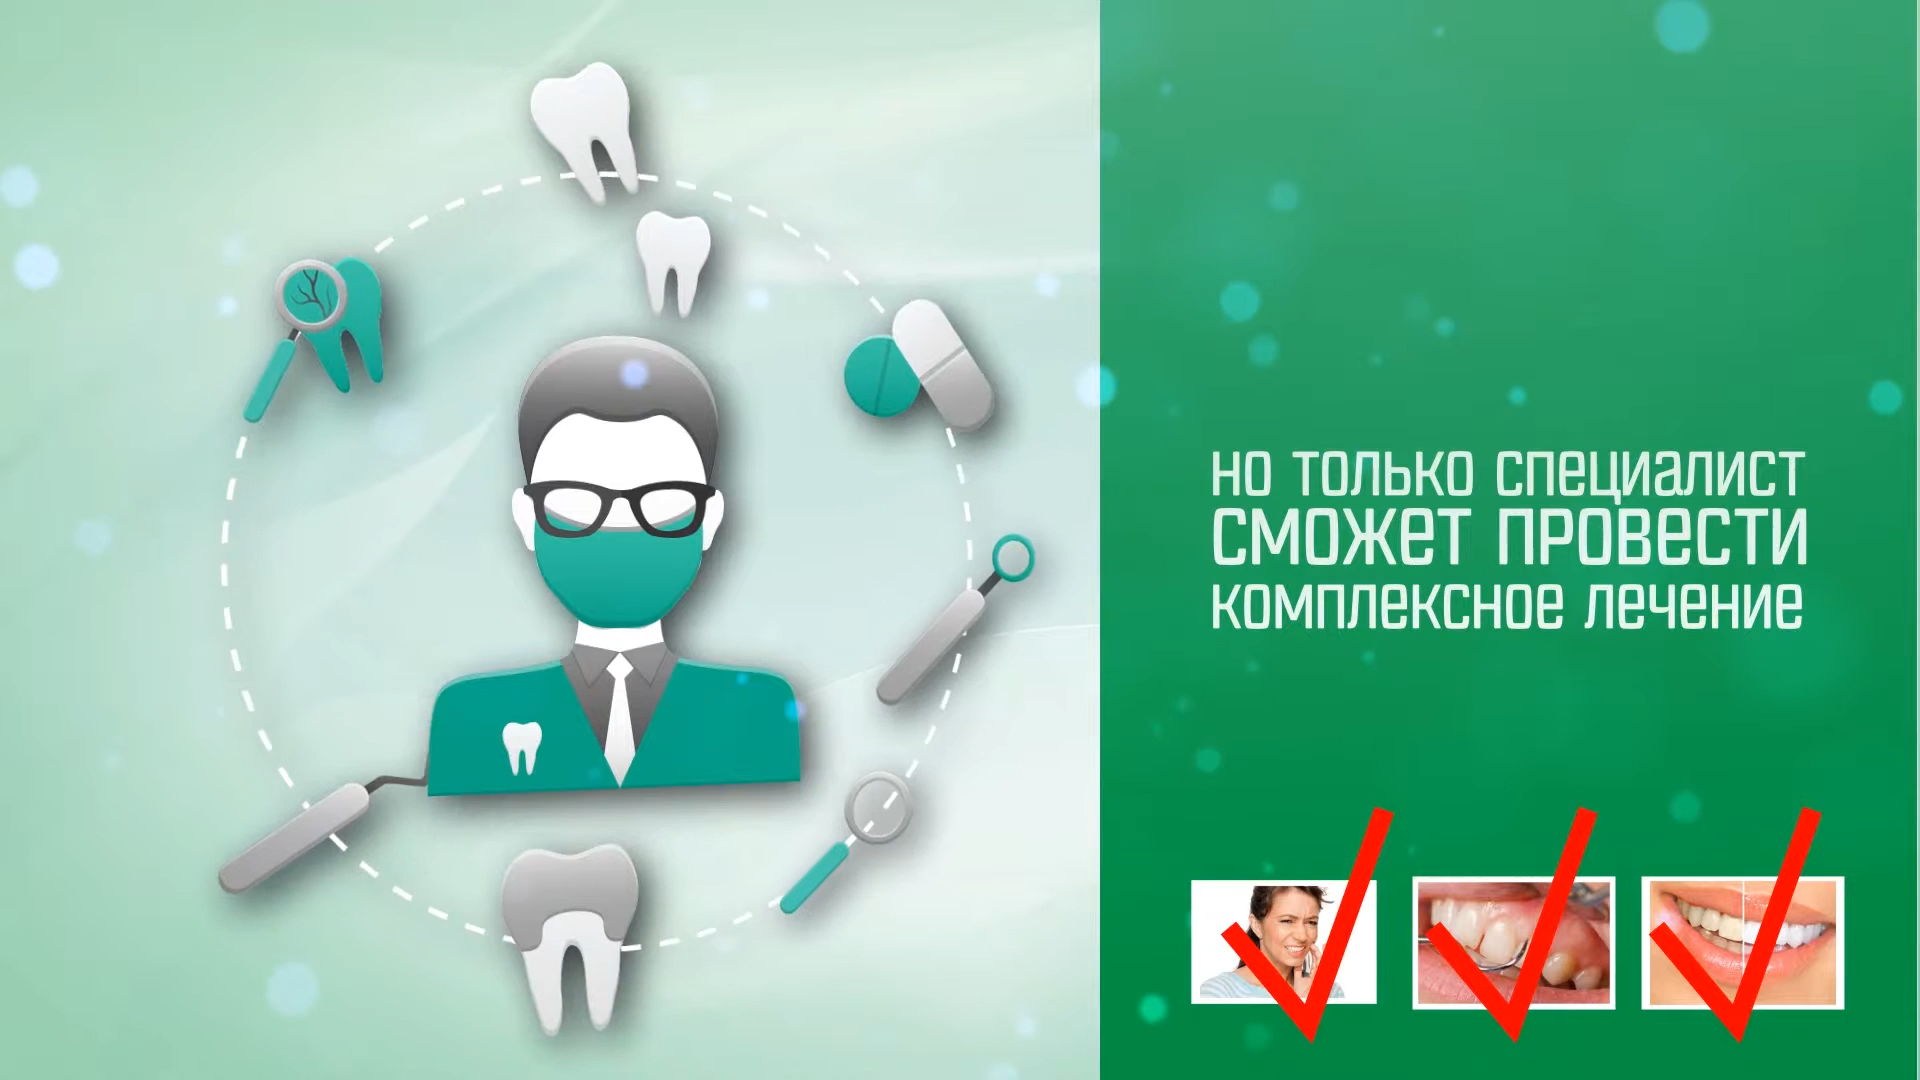 но только специалист
сможет провести
комплексное лечение